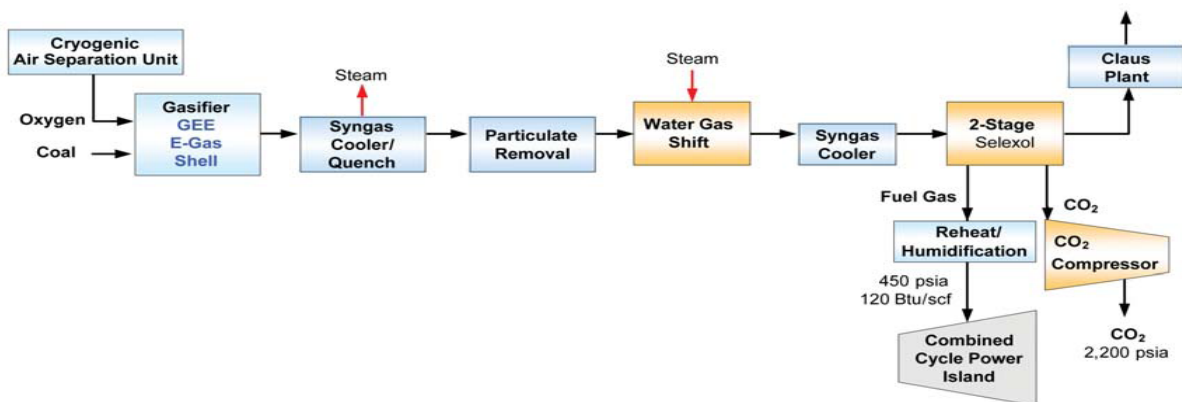 Cryogenic
Air Separation Unit
Oxygen
Coal
Gasifier
GEE
E-Gas
Shell
Steam
Syngas
Cooler/
Quench
Particulate
Removal
Steam
Water Gas
Shift
Syngas
Cooler
2-Stage
Selexol
Claus
Plant
Fuel Gas
CO₂
Reheat/
Humidification
CO₂
Compressor
450 psia
120 Btu/scf
CO₂
2,200 psia
Combined
Cycle Power
Island